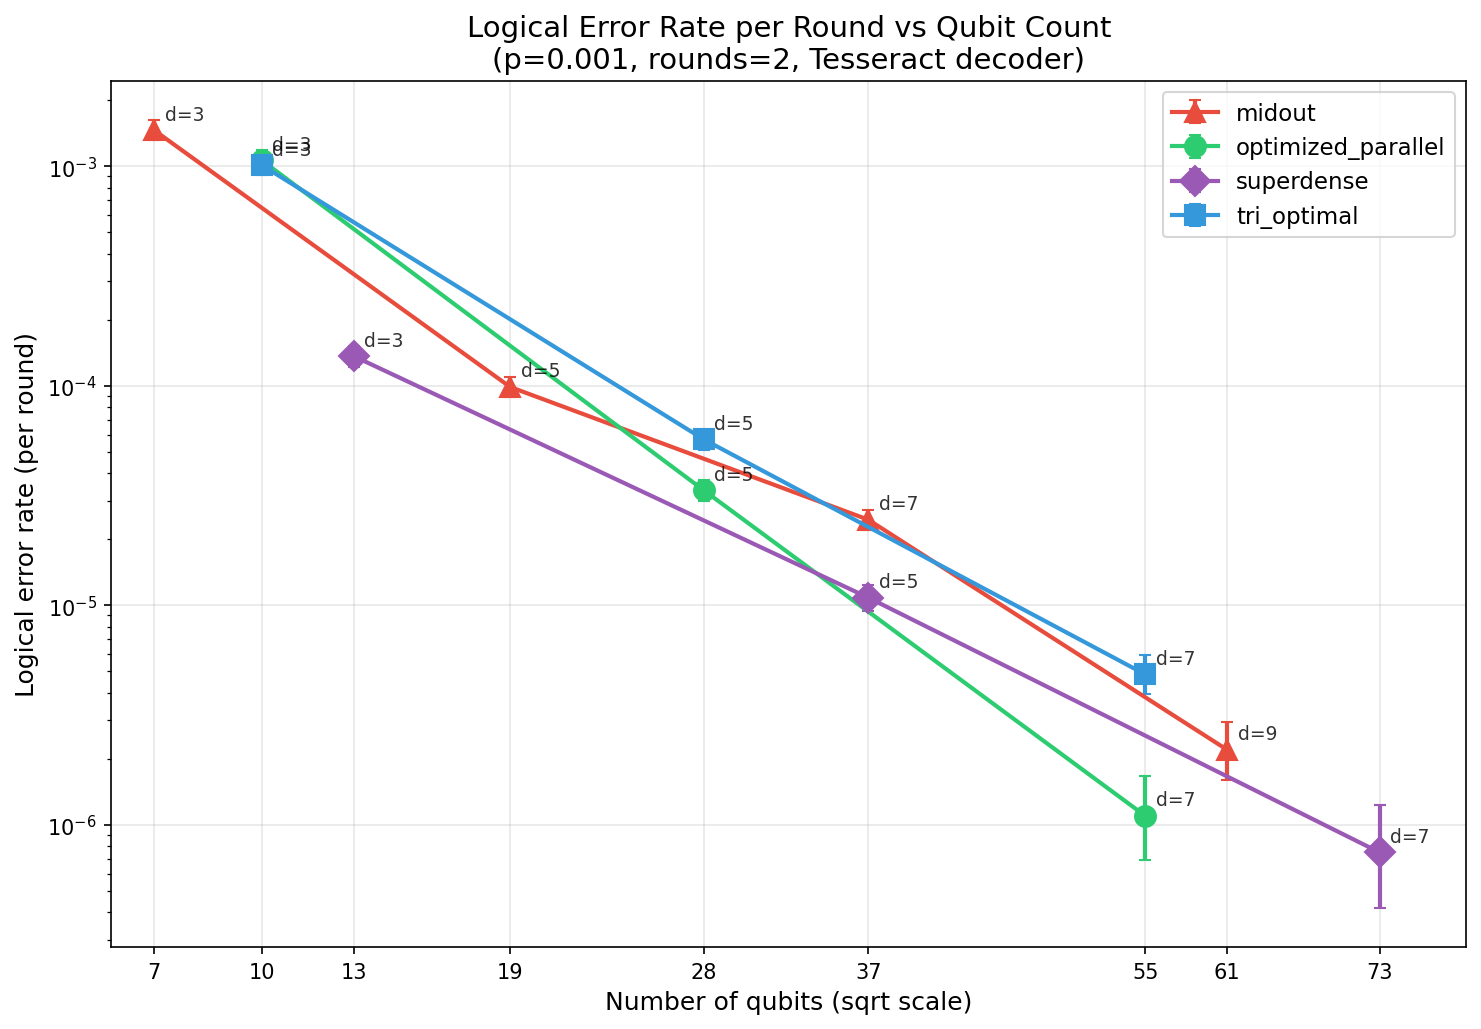 Logical Error Rate per Round vs Qubit Count
(p=0.001, rounds=2, Tesseract decoder)
midout
optimized_parallel
superdense
tri_optimal
Logical error rate (per round)
10⁻³
10⁻⁴
10⁻⁵
10⁻⁶
d=3
d=3
d=3
d=3
d=5
d=5
d=5
d=7
d=5
d=7
d=9
d=7
d=7
7 10 13 19 28 37 55 61 73
Number of qubits (sqrt scale)